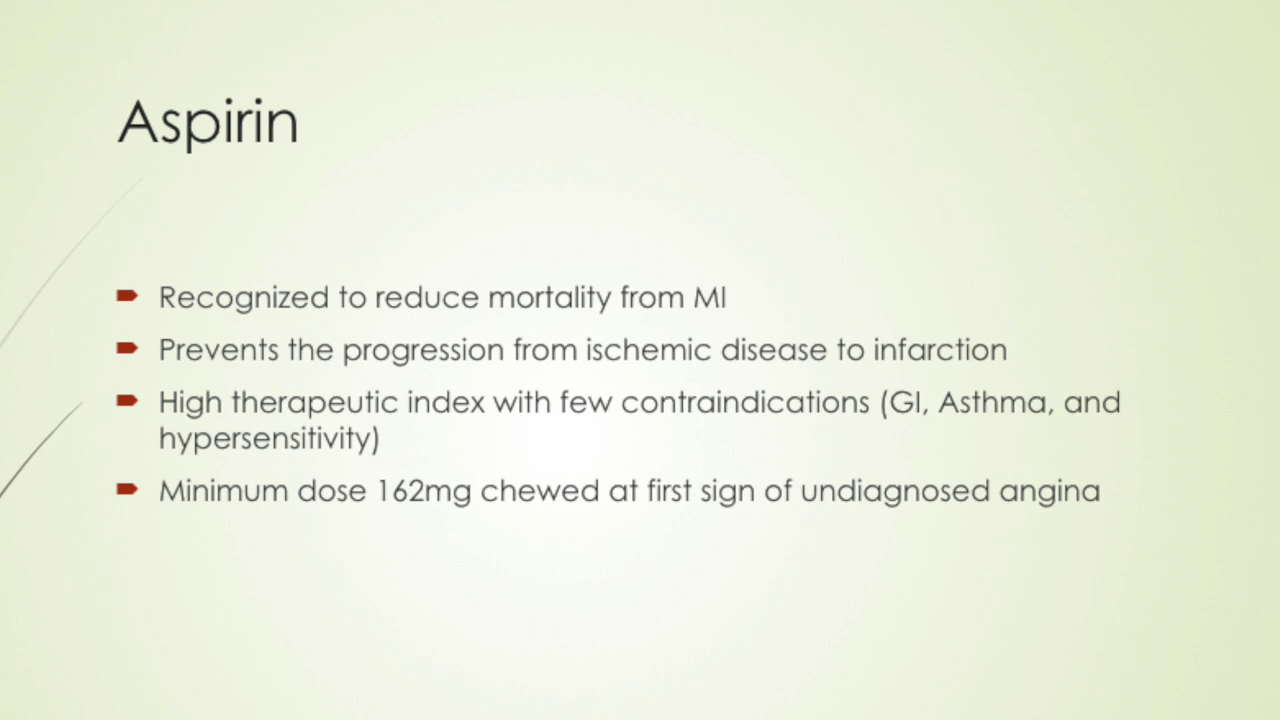 Aspirin
Recognized to reduce mortality from MI
Prevents the progression from ischemic disease to infarction
High therapeutic index with few contraindications (GI, Asthma, and
hypersensitivity)
Minimum dose 162mg chewed at first sign of undiagnosed angina